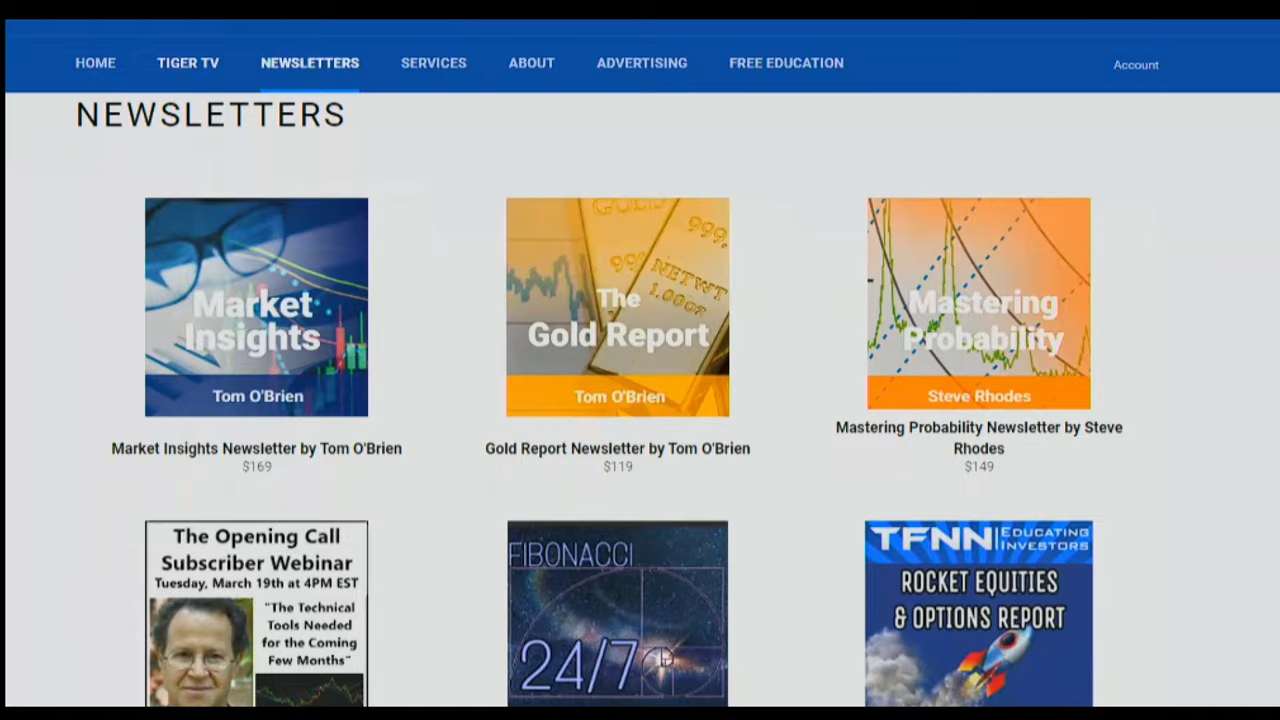 HOME TIGER TV NEWSLETTERS SERVICES ABOUT ADVERTISING FREE EDUCATION Account
NEWSLETTERS
Market
Insights
Tom O'Brien
Market Insights Newsletter by Tom O'Brien
$169
GOLD
999.
999
NETWT
1.00oz
The
Gold Report
Tom O'Brien
Gold Report Newsletter by Tom O'Brien
$119
Mastering
Probability
Steve Rhodes
Mastering Probability Newsletter by Steve
Rhodes
$149
The Opening Call
Subscriber Webinar
Tuesday, March 19th at 4PM EST
"The Technical
Tools Needed
for the Coming
Few Months"
FIBONACCI
24/7
TFNN EDUCATING
INVESTORS
ROCKET EQUITIES
& OPTIONS REPORT